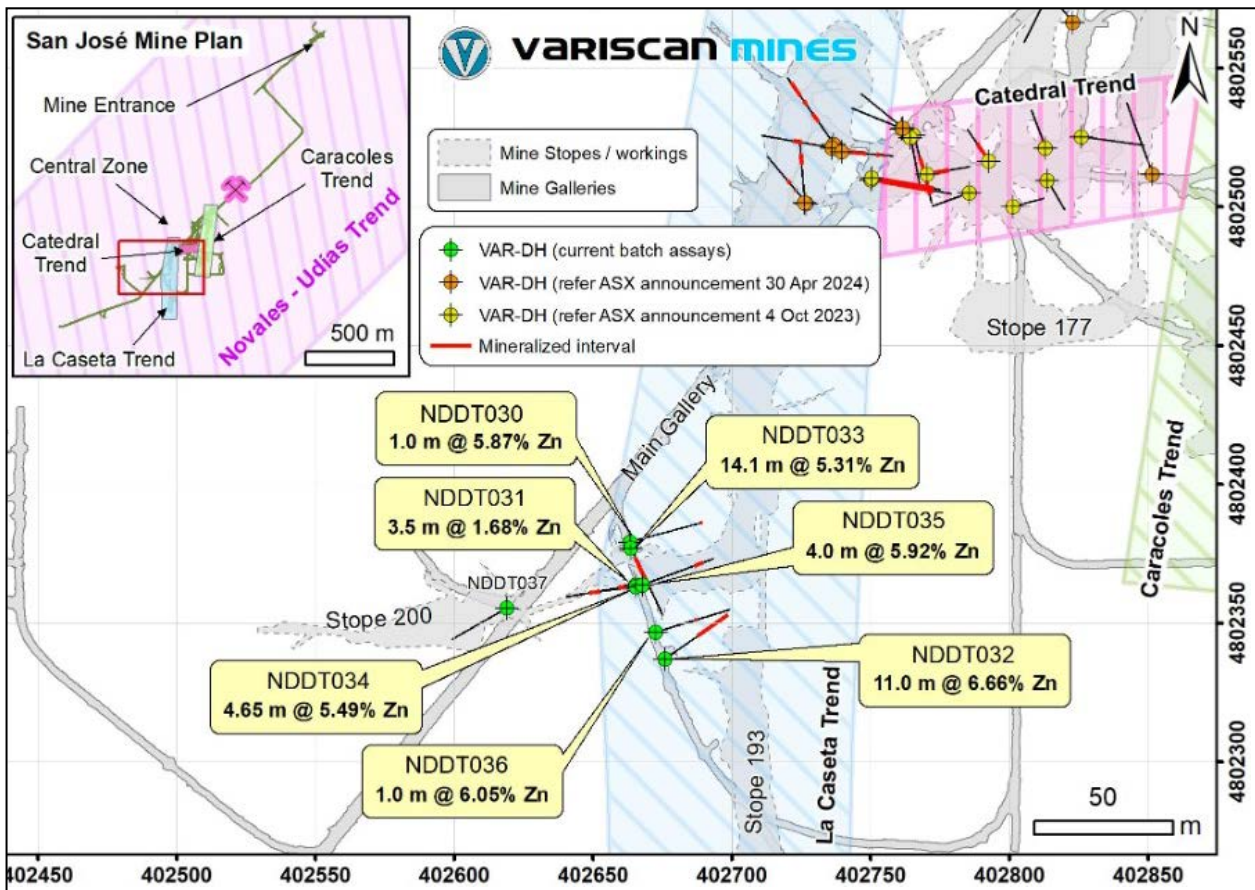 San José Mine Plan
Mine Entrance
Central Zone
Caracoles
Trend
Catedral
Trend
La Caseta Trend
Novales - Udías Trend
500 m
V
VARISCAN MINES
Mine Stopes / workings
Mine Galleries
VAR-DH (current batch assays)
VAR-DH (refer ASX announcement 30 Apr 2024)
VAR-DH (refer ASX announcement 4 Oct 2023)
Mineralized interval
N
Catedral Trend
Stope 177
Caracoles Trend
Main Gallery
NDDT030
1.0 m @ 5.87% Zn
NDDT033
14.1 m @ 5.31% Zn
NDDT031
3.5 m @ 1.68% Zn
NDDT035
4.0 m @ 5.92% Zn
NDDT037
Stope 200
NDDT034
4.65 m @ 5.49% Zn
NDDT032
11.0 m @ 6.66% Zn
NDDT036
1.0 m @ 6.05% Zn
Stope 193
La Caseta Trend
50
m
4802550
4802500
4802450
4802400
4802350
4802300
402450
402500
402550
402600
402650
402700
402750
402800
402850